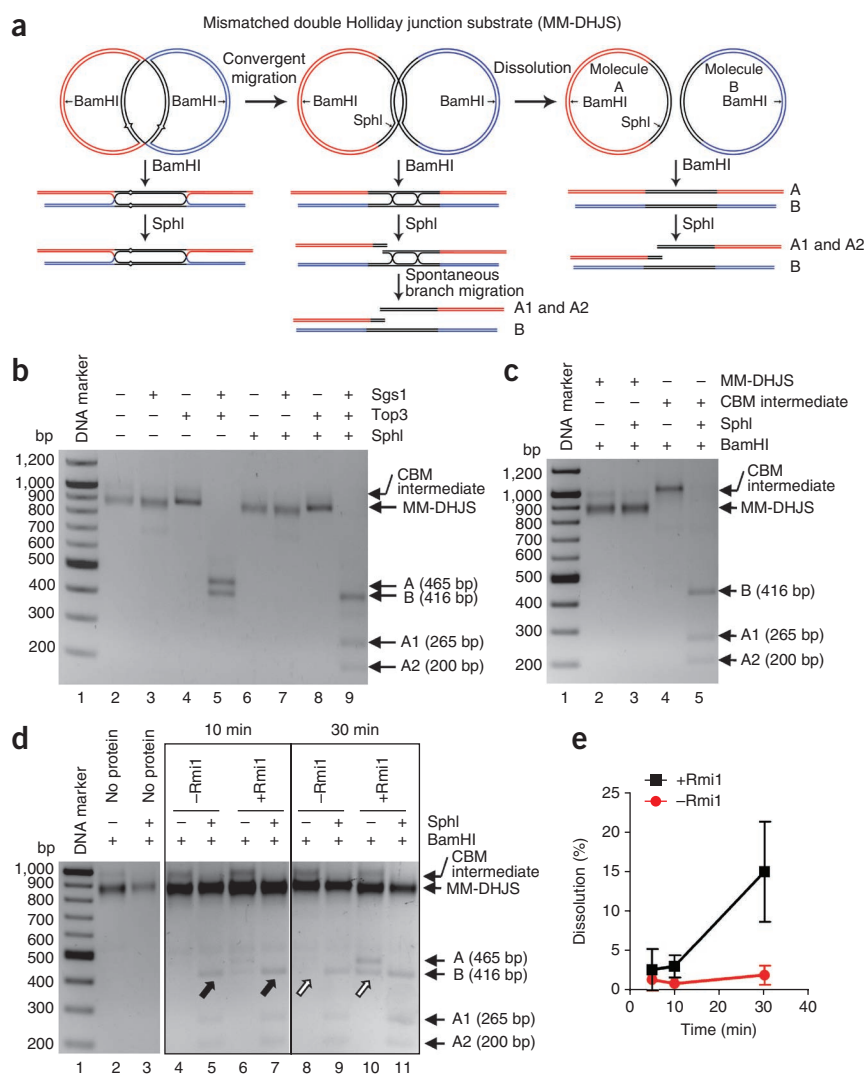 a
Mismatched double Holliday junction substrate (MM-DHJS)
Convergent
migration
Dissolution
BamHI
BamHI
BamHI
SphI
BamHI
Molecule
A
BamHI
SphI
Molecule
B
BamHI
BamHI
BamHI
BamHI
A
B
SphI
SphI
SphI
A1 and A2
B
Spontaneous
branch migration
A1 and A2
B
b
DNA marker
– + – + – + – + Sgs1
– – + + – – + + Top3
– – – – + + + + SphI
bp
1,200
1,000
900
800
700
600
500
400
300
200
CBM
intermediate
MM-DHJS
A (465 bp)
B (416 bp)
A1 (265 bp)
A2 (200 bp)
1 2 3 4 5 6 7 8 9
c
DNA marker
+ + – – MM-DHJS
– – + + CBM intermediate
– + – + SphI
+ + + + BamHI
bp
1,200
1,000
900
800
700
600
500
400
300
200
CBM
intermediate
MM-DHJS
B (416 bp)
A1 (265 bp)
A2 (200 bp)
1 2 3 4 5
d
DNA marker
No protein
No protein
10 min
30 min
–Rmi1
+Rmi1
–Rmi1
+Rmi1
– + – + – + – + – + SphI
+ + + + + + + + + + BamHI
bp
1,000
900
800
700
600
500
400
300
200
CBM
intermediate
MM-DHJS
A (465 bp)
B (416 bp)
A1 (265 bp)
A2 (200 bp)
1 2 3 4 5 6 7 8 9 10 11
e
+Rmi1
–Rmi1
Dissolution (%)
25
20
15
10
5
0
0 10 20 30 40
Time (min)